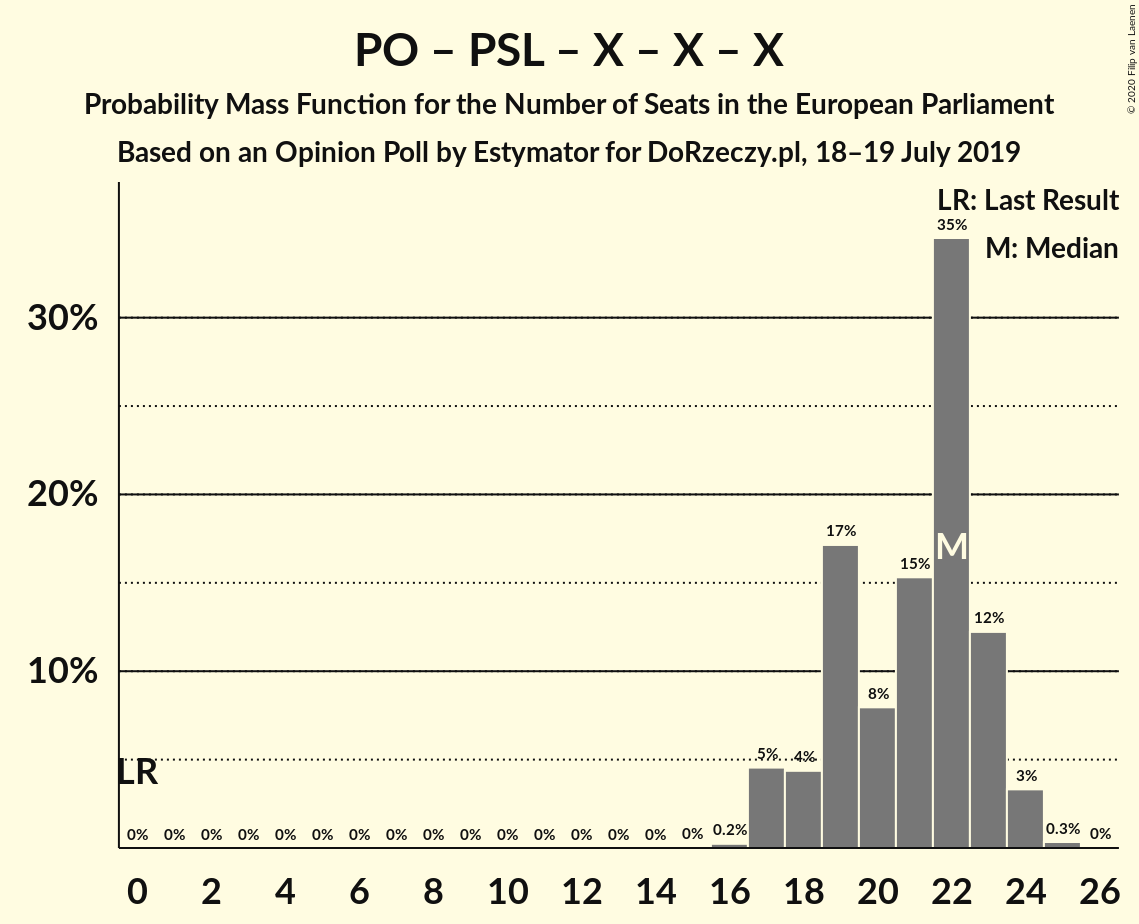 PO – PSL – X – X – X
Probability Mass Function for the Number of Seats in the European Parliament
Based on an Opinion Poll by Estymator for DoRzeczy.pl, 18–19 July 2019
© 2020 Filip van Laenen
LR: Last Result
M: Median
35%
30%
20%
10%
17%
M
15%
12%
8%
5%
4%
3%
LR
0% 0% 0% 0% 0% 0% 0% 0% 0% 0% 0% 0% 0% 0% 0% 0% 0.2% 0.3% 0%
0 2 4 6 8 10 12 14 16 18 20 22 24 26